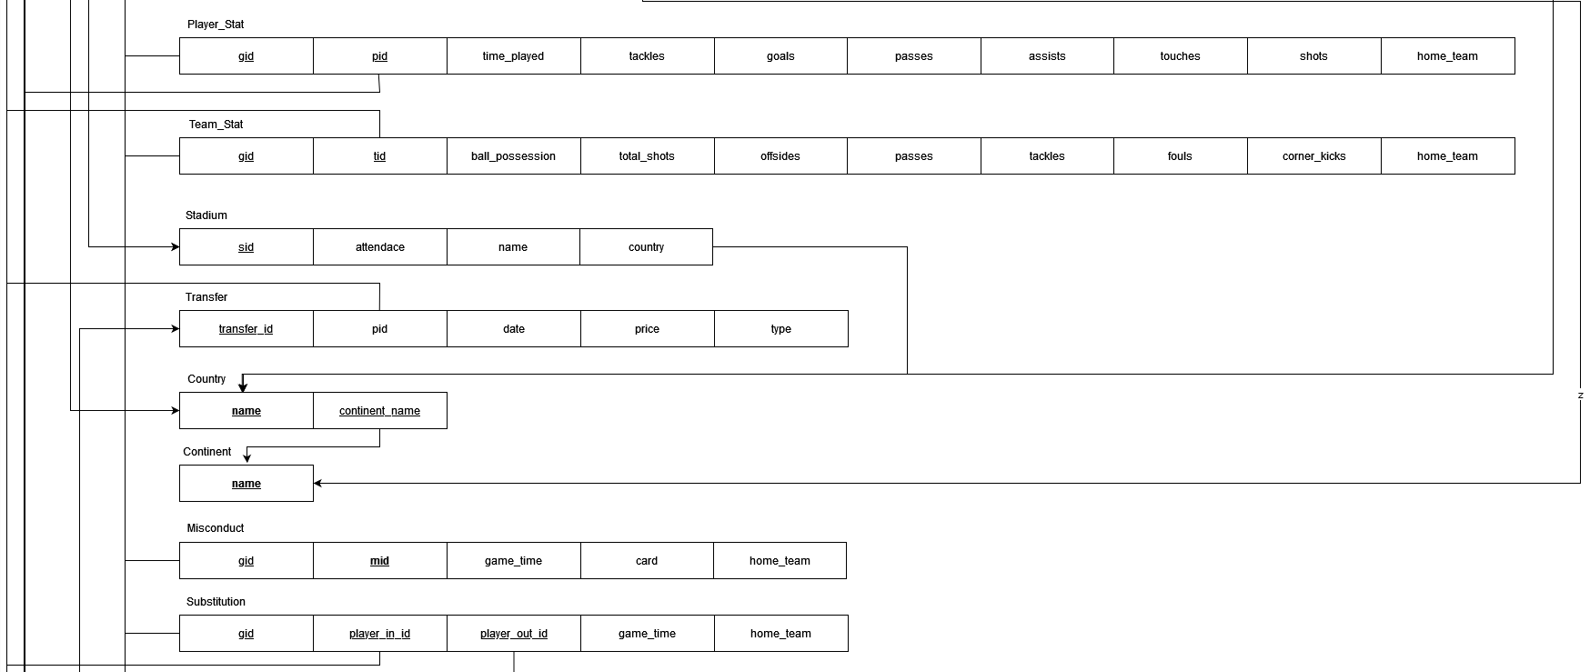 Player_Stat
gid pid time_played tackles goals passes assists touches shots home_team
Team_Stat
gid tid ball_possession total_shots offsides passes tackles fouls corner_kicks home_team
Stadium
sid attendace name country
Transfer
transfer_id pid date price type
Country
z
name continent_name
Continent
name
Misconduct
gid mid game_time card home_team
Substitution
gid player_in_id player_out_id game_time home_team